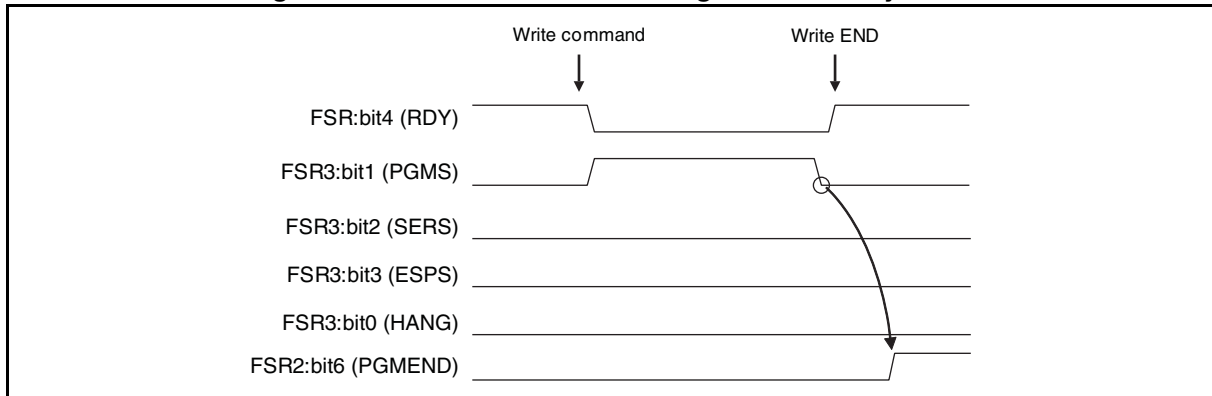 Write command Write END
FSR:bit4 (RDY)
FSR3:bit1 (PGMS)
FSR3:bit2 (SERS)
FSR3:bit3 (ESPS)
FSR3:bit0 (HANG)
FSR2:bit6 (PGMEND)